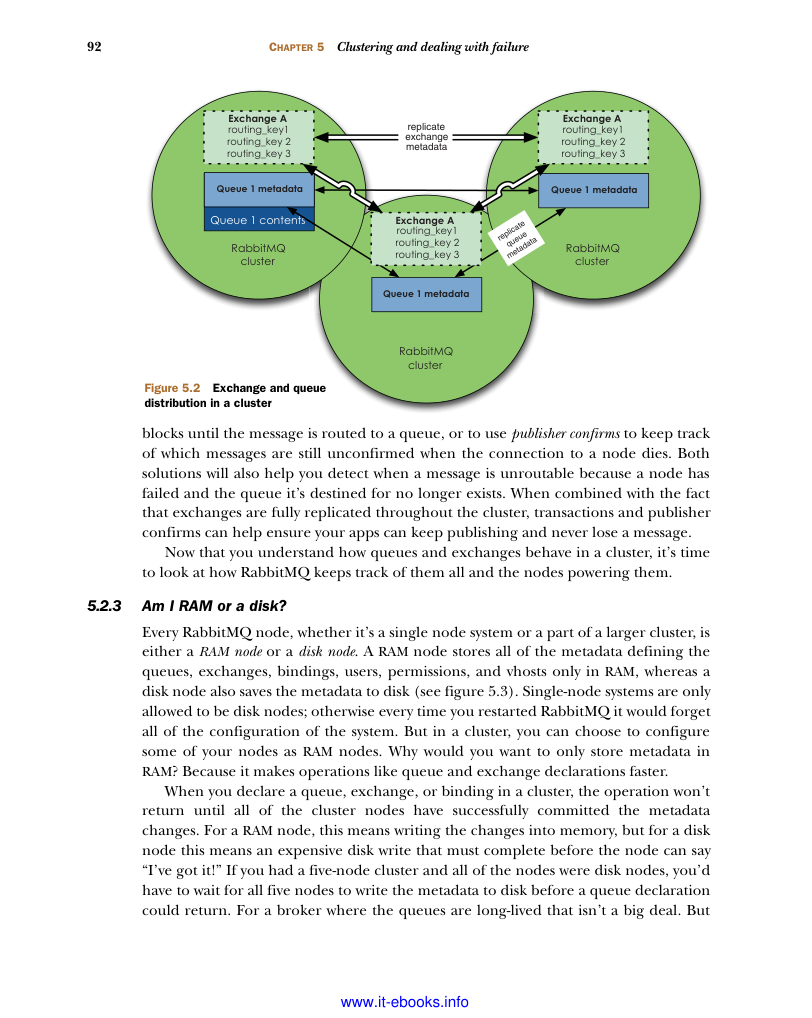 92
CHAPTER 5 Clustering and dealing with failure
Exchange A
routing_key1
routing_key 2
routing_key 3
replicate
exchange
metadata
Exchange A
routing_key1
routing_key 2
routing_key 3
Queue 1 metadata
Queue 1 contents
RabbitMQ
cluster
Queue 1 metadata
RabbitMQ
cluster
Exchange A
routing_key1
routing_key 2
routing_key 3
replicate
queue
metadata
Queue 1 metadata
RabbitMQ
cluster
Figure 5.2 Exchange and queue
distribution in a cluster
blocks until the message is routed to a queue, or to use publisher confirms to keep track
of which messages are still unconfirmed when the connection to a node dies. Both
solutions will also help you detect when a message is unroutable because a node has
failed and the queue it’s destined for no longer exists. When combined with the fact
that exchanges are fully replicated throughout the cluster, transactions and publisher
confirms can help ensure your apps can keep publishing and never lose a message.
Now that you understand how queues and exchanges behave in a cluster, it’s time
to look at how RabbitMQ keeps track of them all and the nodes powering them.
5.2.3 Am I RAM or a disk?
Every RabbitMQ node, whether it’s a single node system or a part of a larger cluster, is
either a RAM node or a disk node. A RAM node stores all of the metadata defining the
queues, exchanges, bindings, users, permissions, and vhosts only in RAM, whereas a
disk node also saves the metadata to disk (see figure 5.3). Single-node systems are only
allowed to be disk nodes; otherwise every time you restarted RabbitMQ it would forget
all of the configuration of the system. But in a cluster, you can choose to configure
some of your nodes as RAM nodes. Why would you want to only store metadata in
RAM? Because it makes operations like queue and exchange declarations faster.
When you declare a queue, exchange, or binding in a cluster, the operation won’t
return until all of the cluster nodes have successfully committed the metadata
changes. For a RAM node, this means writing the changes into memory, but for a disk
node this means an expensive disk write that must complete before the node can say
“I’ve got it!” If you had a five-node cluster and all of the nodes were disk nodes, you’d
have to wait for all five nodes to write the metadata to disk before a queue declaration
could return. For a broker where the queues are long-lived that isn’t a big deal. But
www.it-ebooks.info